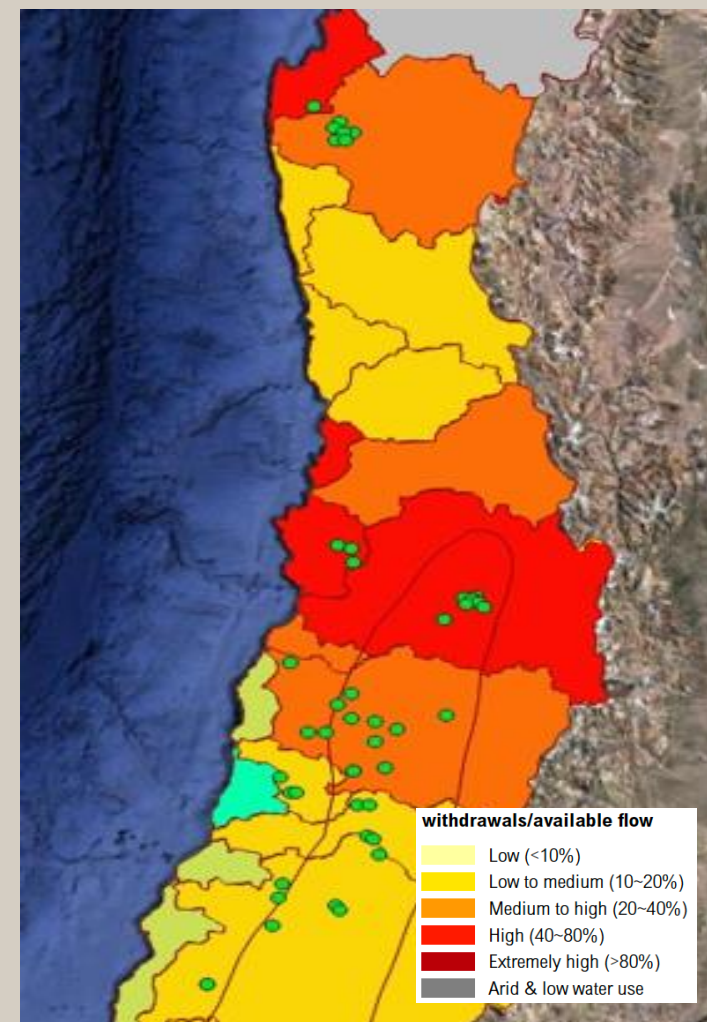 withdrawals/available flow
Low (<10%)
Low to medium (10~20%)
Medium to high (20~40%)
High (40~80%)
Extremely high (>80%)
Arid & low water use